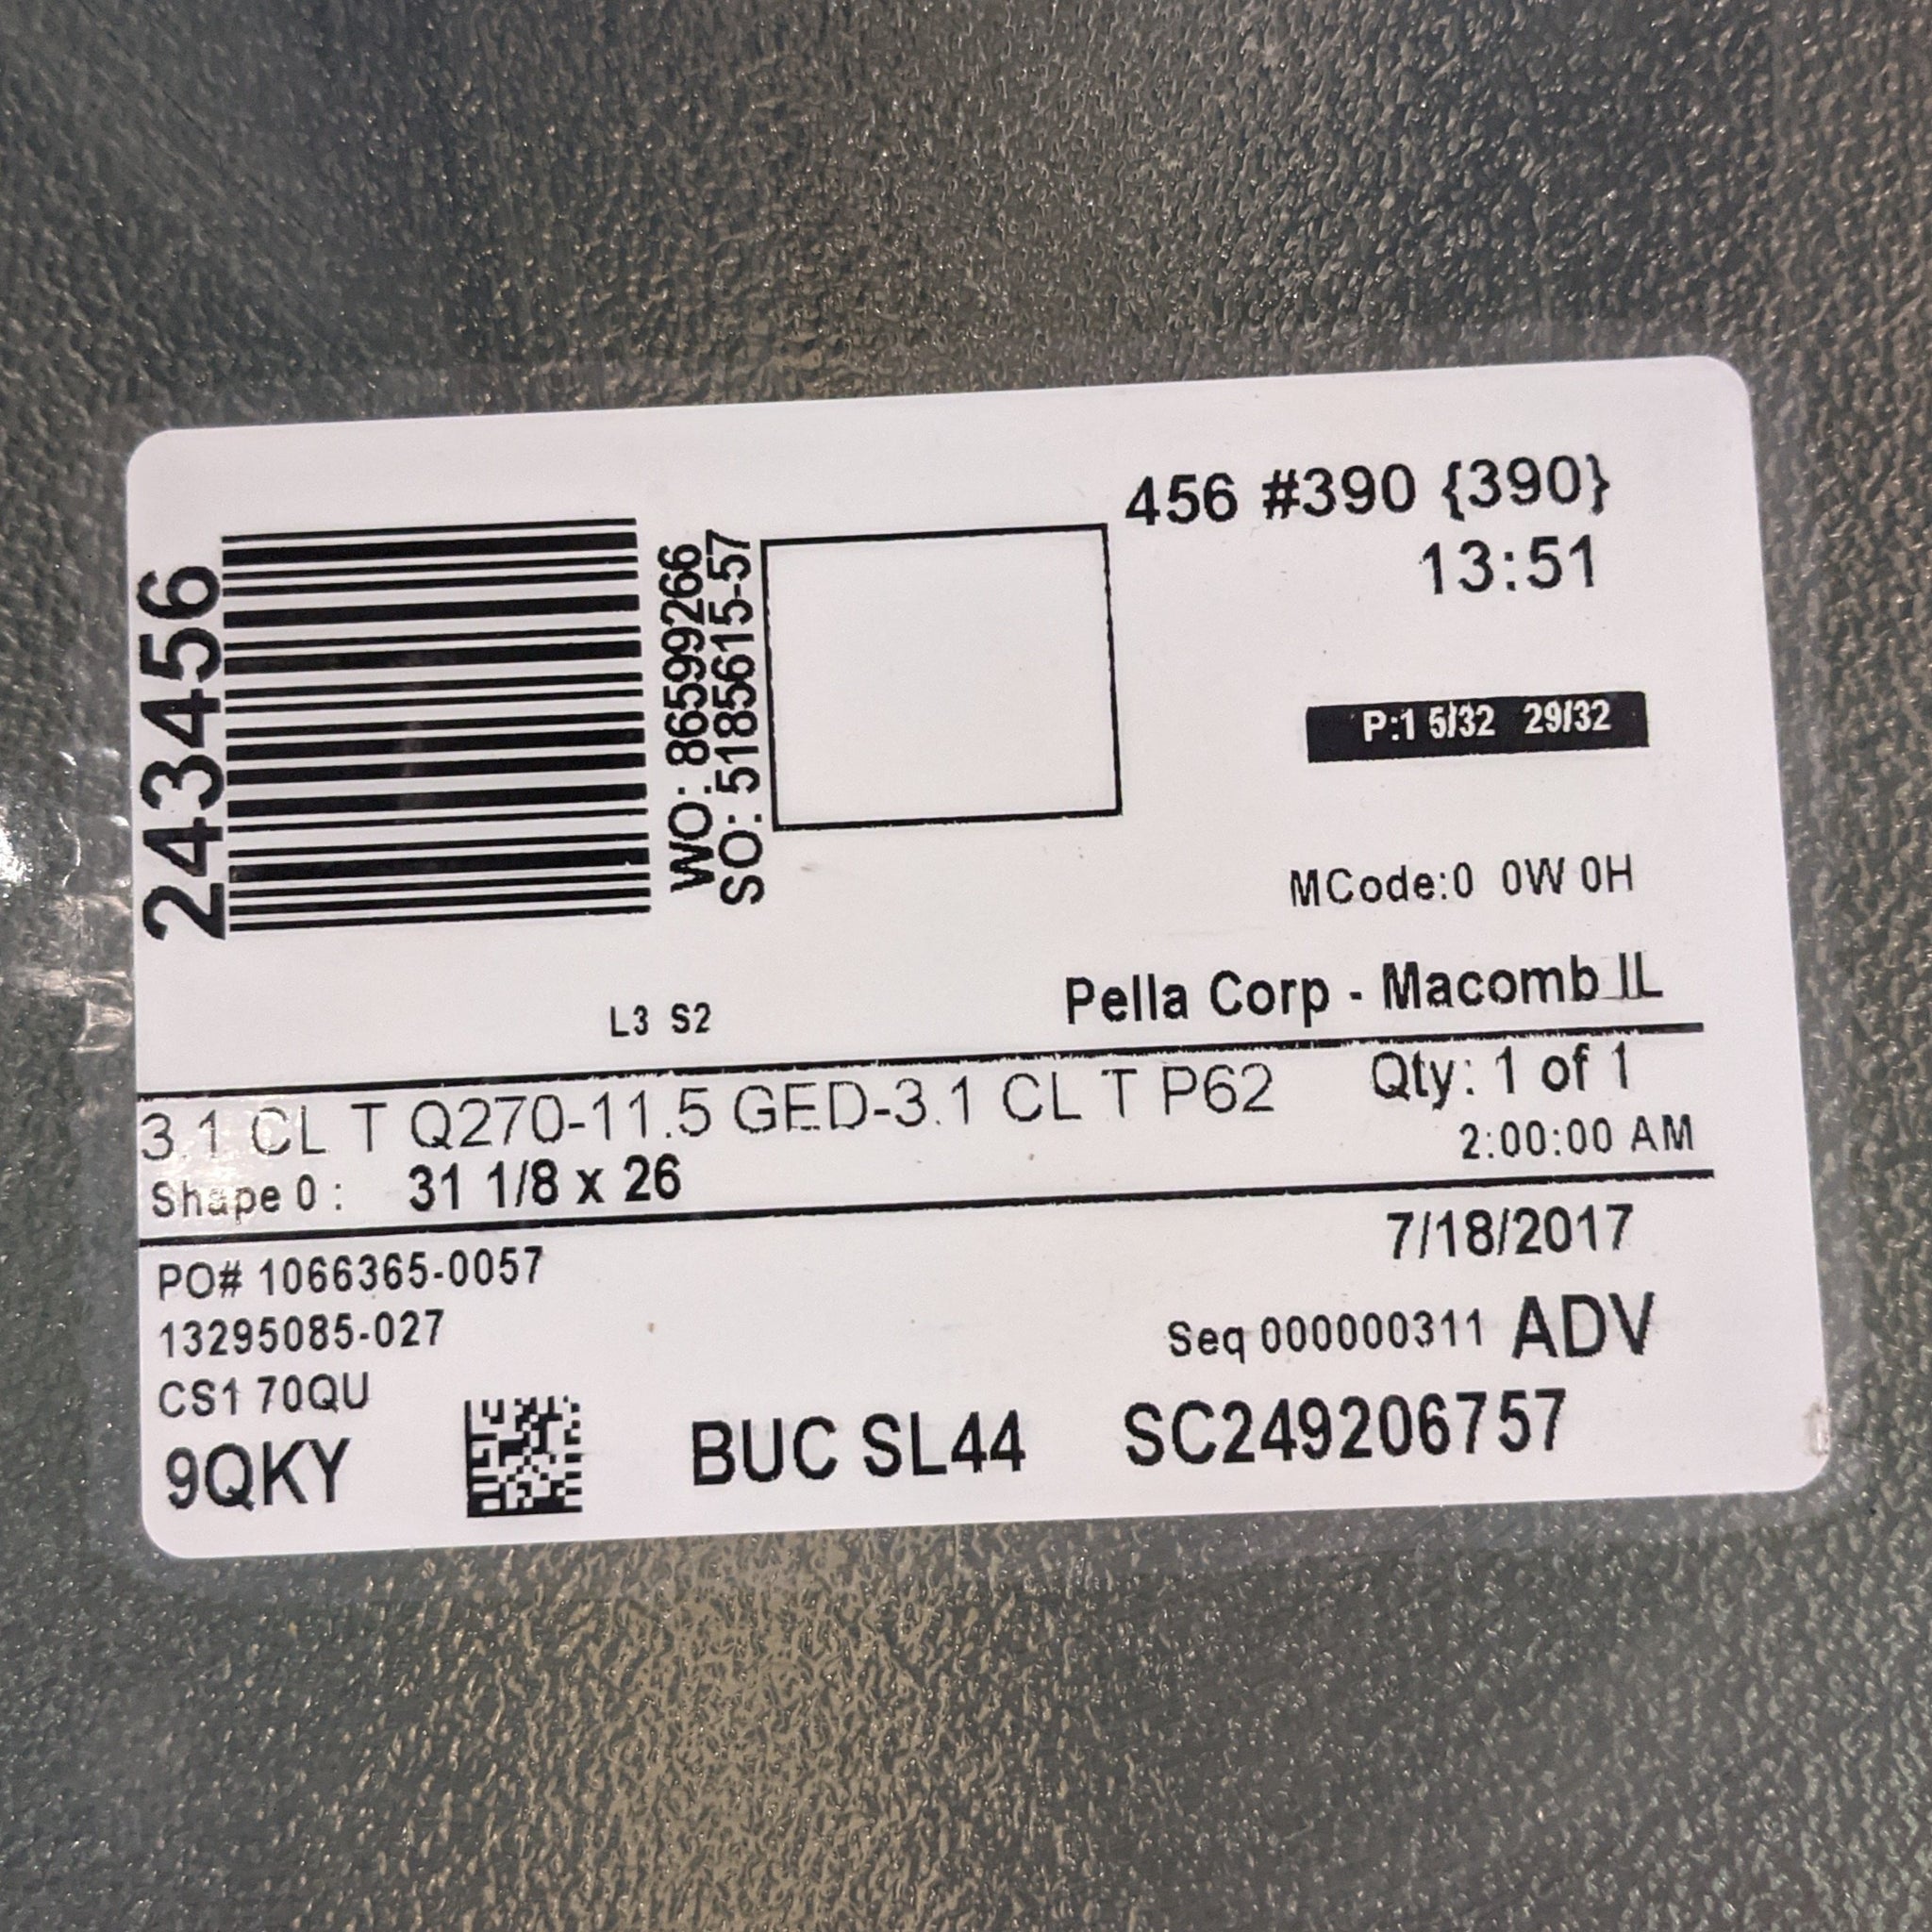 456 #390 {390}
13:51
243456
WO: 86599266
SO: 5185615-57
P:1 5/32 29/32
MCode:0 0W 0H
Pella Corp - Macomb IL
L3 S2
3.1 CL T Q270-11.5 GED-3.1 CL T P62
Qty: 1 of 1
2:00:00 AM
Shape 0 : 31 1/8 x 26
7/18/2017
PO# 1066365-0057
13295085-027
Seq 000000311 ADV
CS1 70QU
9QKY
BUC SL44
SC249206757